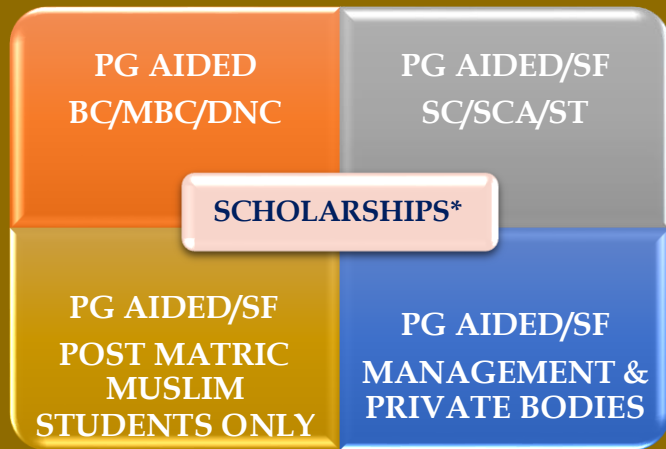 PG AIDED
BC/MBC/DNC
PG AIDED/SF
SC/SCA/ST
SCHOLARSHIPS*
PG AIDED/SF
POST MATRIC
MUSLIM
STUDENTS ONLY
PG AIDED/SF
MANAGEMENT &
PRIVATE BODIES